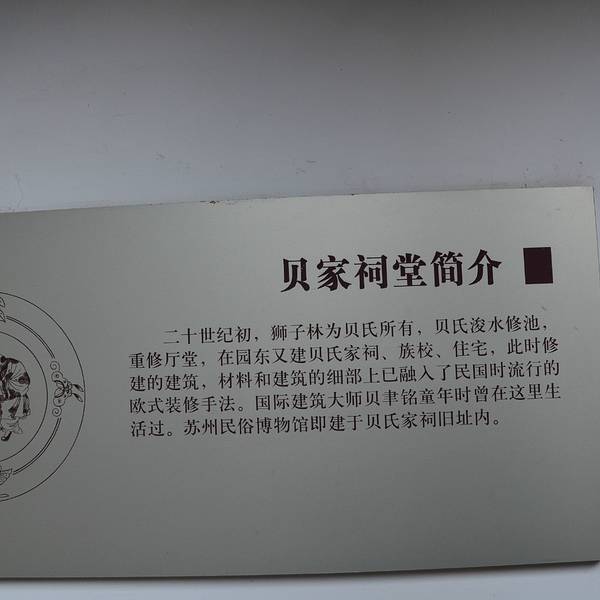 贝家祠堂简介
二十世纪初，狮子林为贝氏所有，贝氏浚水修池，
重修厅堂，在园东又建贝氏家祠、族校、住宅，此时修
建的建筑，材料和建筑的细部上已融入了民国时流行的
欧式装修手法。国际建筑大师贝聿铭童年时曾在这里生
活过。苏州民俗博物馆即建于贝氏家祠旧址内。